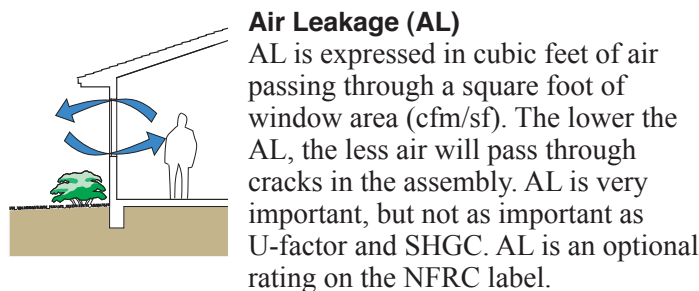 Air Leakage (AL)
AL is expressed in cubic feet of air
passing through a square foot of
window area (cfm/sf). The lower the
AL, the less air will pass through
cracks in the assembly. AL is very
important, but not as important as
U-factor and SHGC. AL is an optional
rating on the NFRC label.